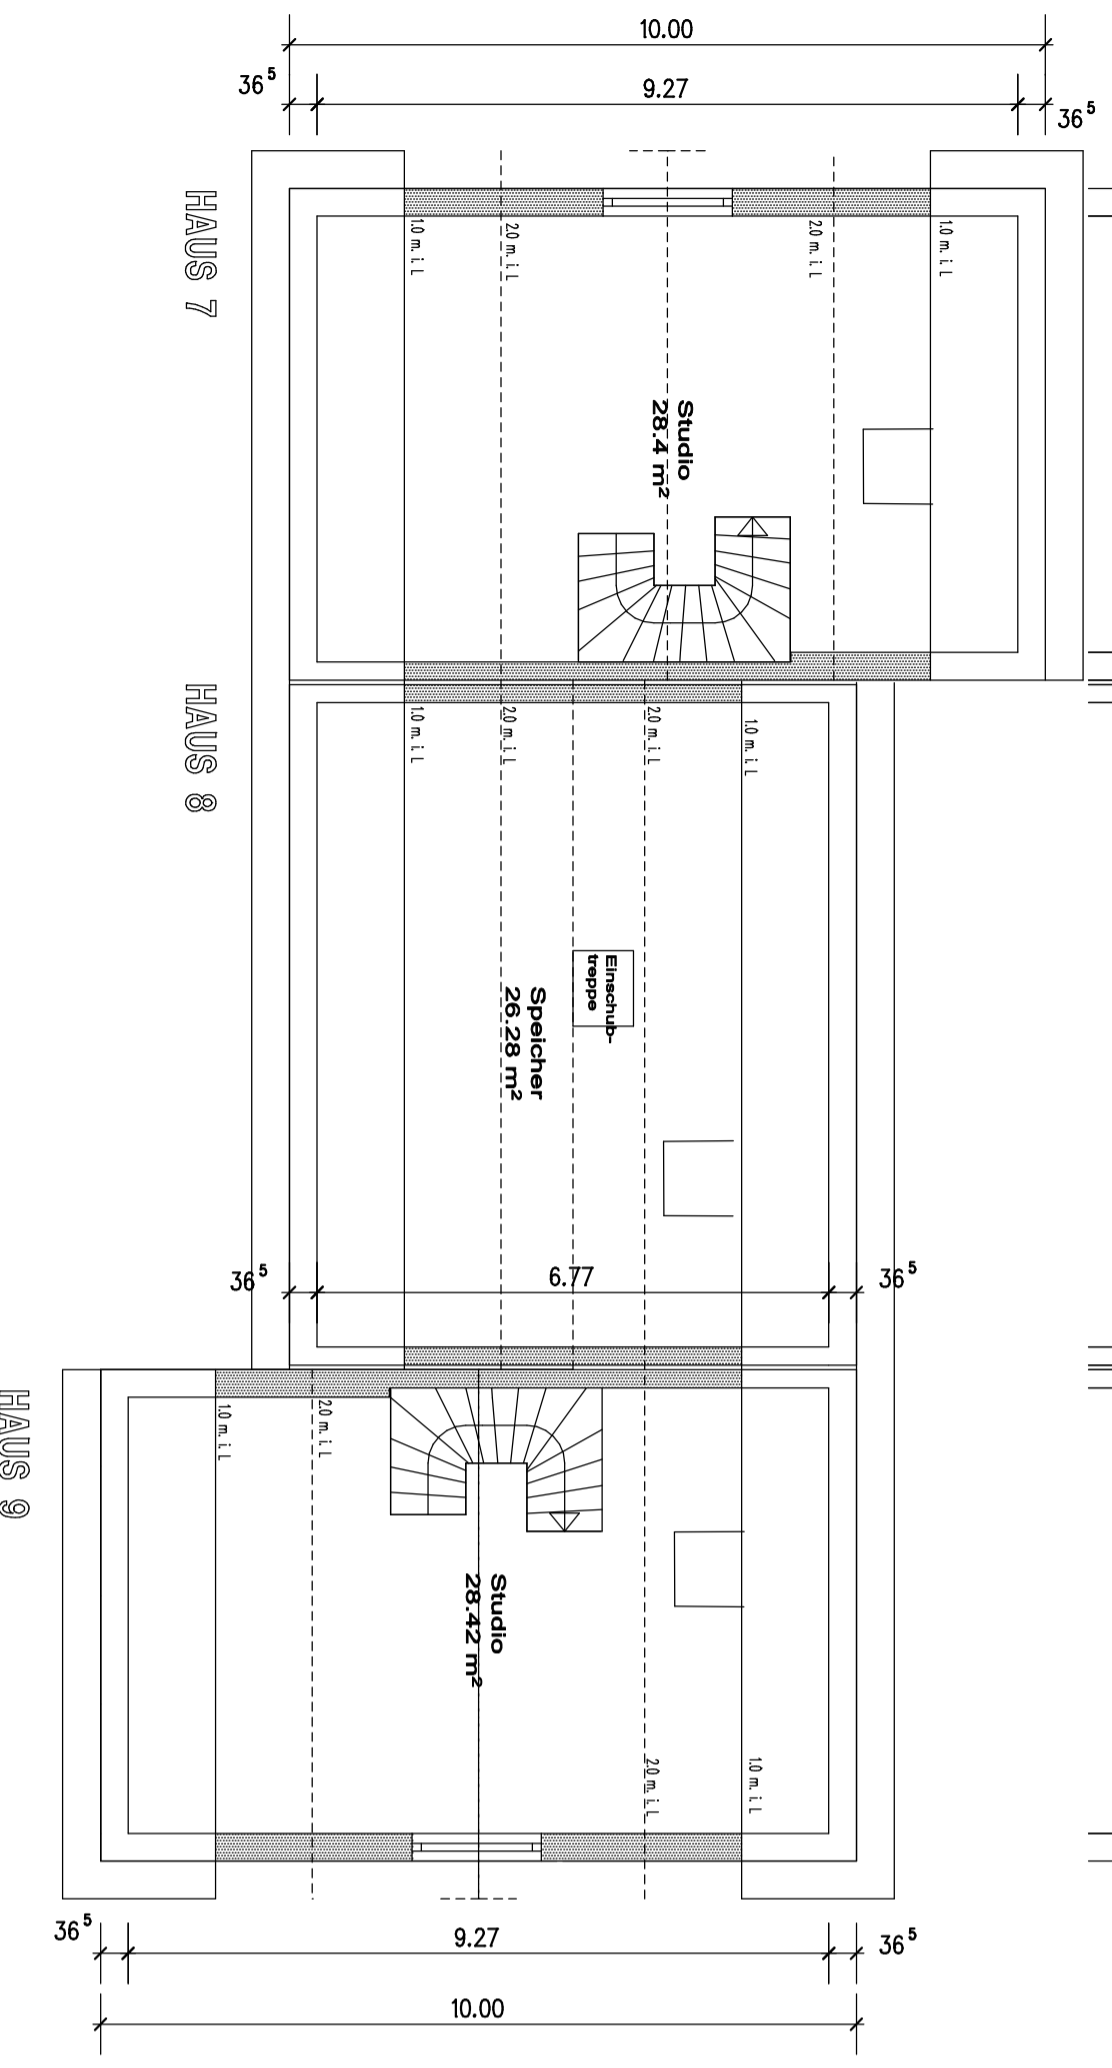 10.00
36⁵
9.27
36⁵
HAUS 7
1.0 m. i. L
2.0 m. i. L
2.0 m. i. L
1.0 m. i. L
Studio
28.4 m²
HAUS 8
1.0 m. i. L
2.0 m. i. L
2.0 m. i. L
1.0 m. i. L
Einschub-
treppe
Speicher
26.28 m²
36⁵
6.77
36⁵
HAUS 9
1.0 m. i. L
2.0 m. i. L
Studio
28.42 m²
2.0 m. i. L
1.0 m. i. L
36⁵
9.27
36⁵
10.00